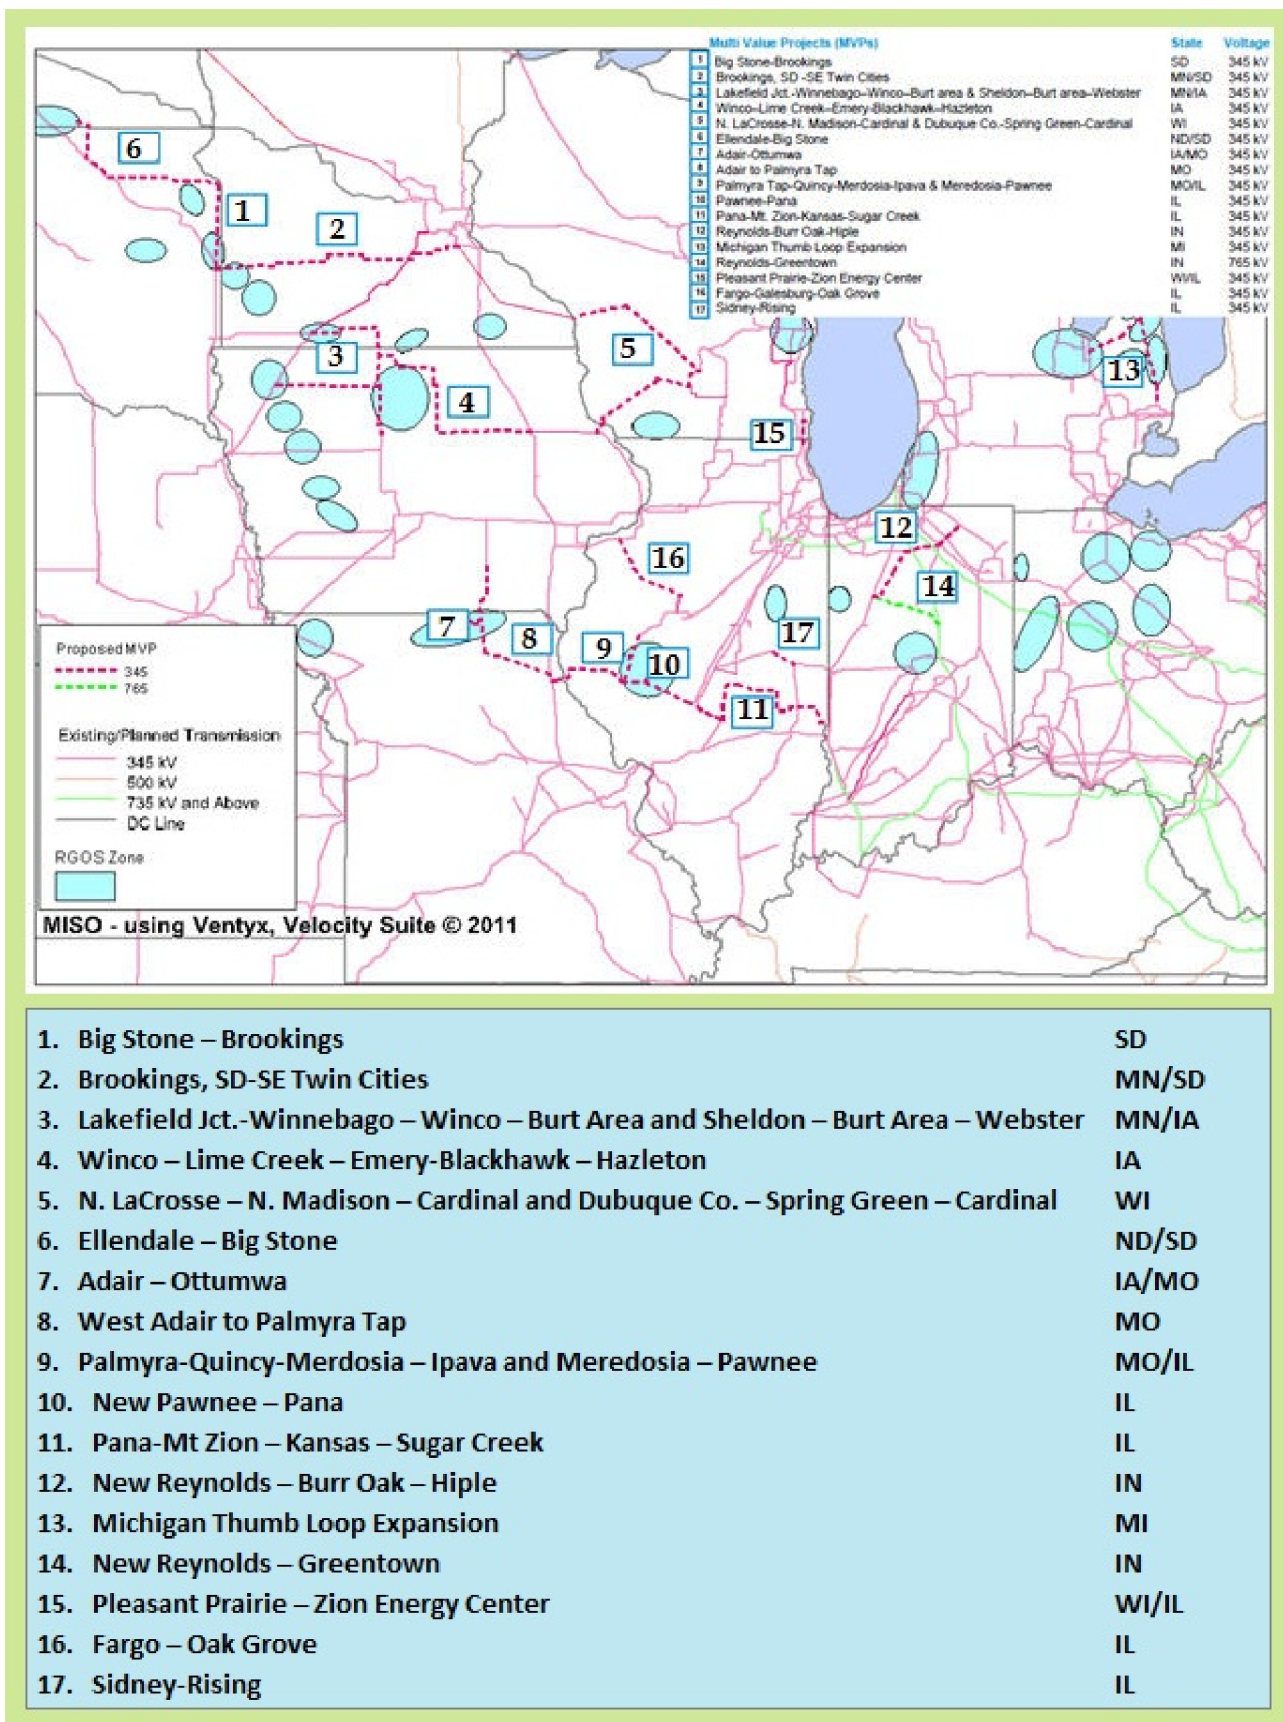 Multi Value Projects (MVPs) State Voltage
1 Big Stone-Brookings SD 345 kV
2 Brookings, SD -SE Twin Cities MN/SD 345 kV
3 Lakefield Jct.-Winnebago-Winco-Burt area & Sheldon-Burt area-Webster MN/IA 345 kV
4 Winco-Lime Creek-Emery-Blackhawk-Hazleton IA 345 kV
5 N. LaCrosse-N. Madison-Cardinal & Dubuque Co.-Spring Green-Cardinal WI 345 kV
6 Ellendale-Big Stone ND/SD 345 kV
7 Adair-Ottumwa IA/MO 345 kV
8 Adair to Palmyra Tap MO 345 kV
9 Palmyra Tap-Quincy-Merdosia-Ipava & Meredosia-Pawnee MO/IL 345 kV
10 Pawnee-Pana IL 345 kV
11 Pana-Mt. Zion-Kansas-Sugar Creek IL 345 kV
12 Reynolds-Burr Oak-Hiple IN 345 kV
13 Michigan Thumb Loop Expansion MI 345 kV
14 Reynolds-Greentown IN 765 kV
15 Pleasant Prairie-Zion Energy Center WI/IL 345 kV
16 Fargo-Galesburg-Oak Grove IL 345 kV
17 Sidney-Rising IL 345 kV
6
1
2
3
5
13
4
15
12
16
14
7
8
9
10
17
11
Proposed MVP
345
765
Existing/Planned Transmission
345 kV
500 kV
735 kV and Above
DC Line
RGOS Zone
MISO - using Ventyx, Velocity Suite © 2011
1. Big Stone – Brookings SD
2. Brookings, SD-SE Twin Cities MN/SD
3. Lakefield Jct.-Winnebago – Winco – Burt Area and Sheldon – Burt Area – Webster MN/IA
4. Winco – Lime Creek – Emery-Blackhawk – Hazleton IA
5. N. LaCrosse – N. Madison – Cardinal and Dubuque Co. – Spring Green – Cardinal WI
6. Ellendale – Big Stone ND/SD
7. Adair – Ottumwa IA/MO
8. West Adair to Palmyra Tap MO
9. Palmyra-Quincy-Merdosia – Ipava and Meredosia – Pawnee MO/IL
10. New Pawnee – Pana IL
11. Pana-Mt Zion – Kansas – Sugar Creek IL
12. New Reynolds – Burr Oak – Hiple IN
13. Michigan Thumb Loop Expansion MI
14. New Reynolds – Greentown IN
15. Pleasant Prairie – Zion Energy Center WI/IL
16. Fargo – Oak Grove IL
17. Sidney-Rising IL